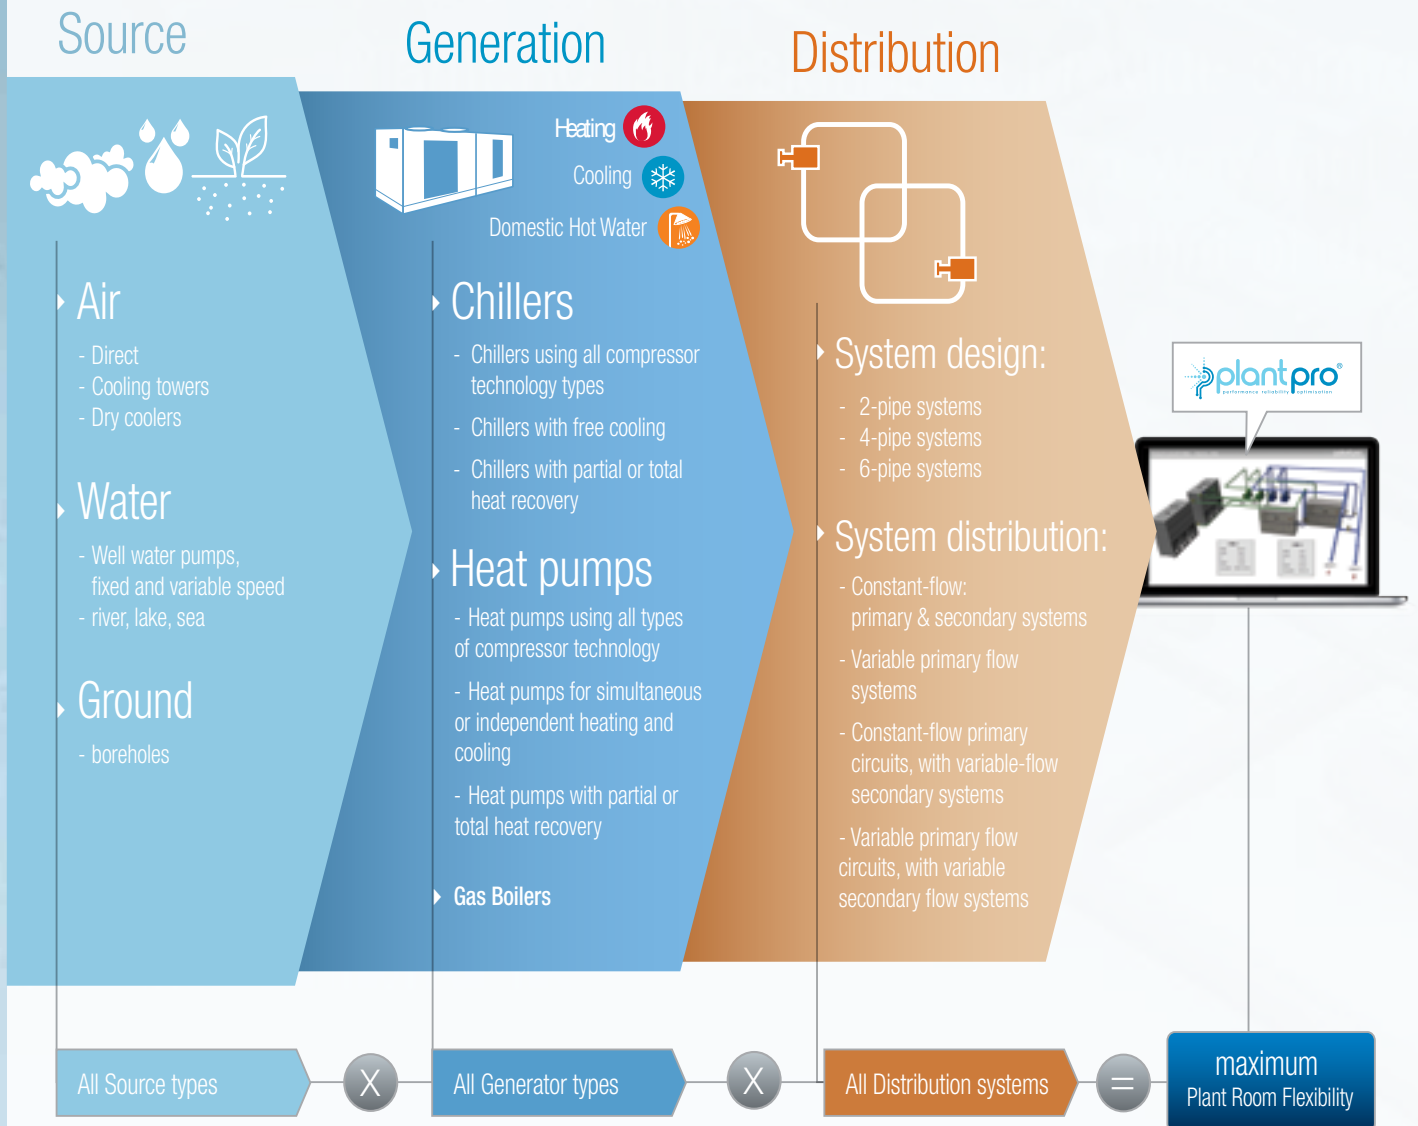 Source
Generation
Distribution
Heating
Cooling
Domestic Hot Water
Air
- Direct
- Cooling towers
- Dry coolers
Water
- Well water pumps,
fixed and variable speed
- river, lake, sea
Ground
- boreholes
Chillers
- Chillers using all compressor
technology types
- Chillers with free cooling
- Chillers with partial or total
heat recovery
Heat pumps
- Heat pumps using all types
of compressor technology
- Heat pumps for simultaneous
or independent heating and
cooling
- Heat pumps with partial or
total heat recovery
Gas Boilers
System design:
- 2-pipe systems
- 4-pipe systems
- 6-pipe systems
System distribution:
- Constant-flow:
primary & secondary systems
- Variable primary flow
systems
- Constant-flow primary
circuits, with variable-flow
secondary systems
- Variable primary flow
circuits, with variable
secondary flow systems
plantpro®
performance reliability optimisation
All Source types
X
All Generator types
X
All Distribution systems
=
maximum
Plant Room Flexibility